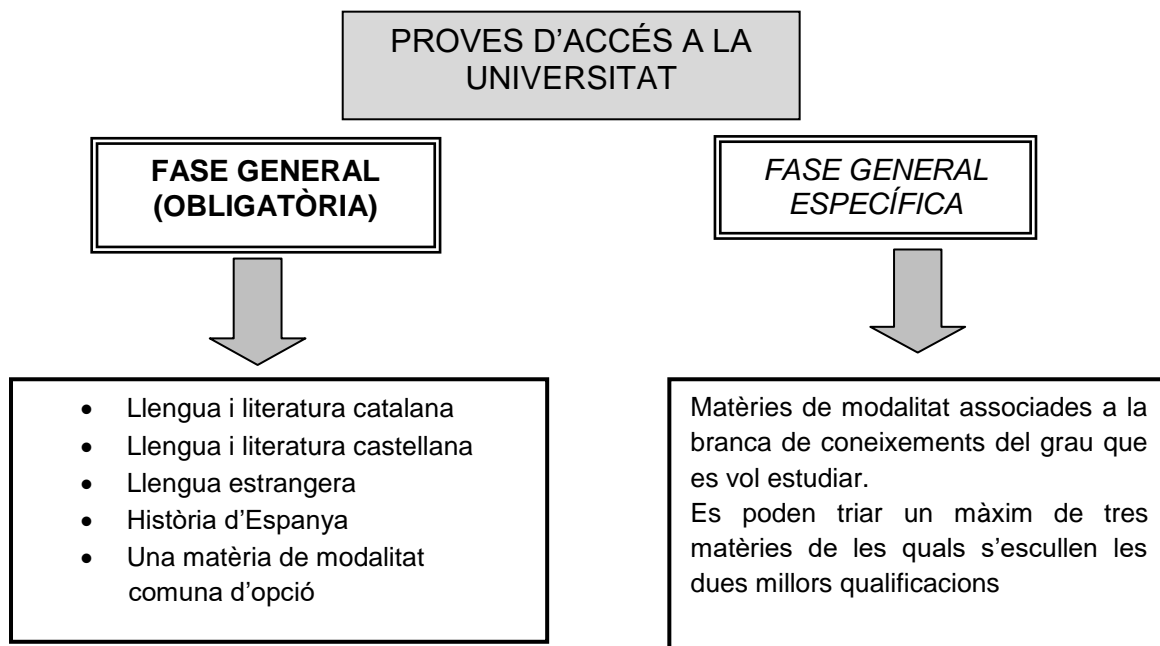 PROVES D’ACCÉS A LA
UNIVERSITAT
FASE GENERAL
(OBLIGATÒRIA)
FASE GENERAL
ESPECÍFICA
• Llengua i literatura catalana
• Llengua i literatura castellana
• Llengua estrangera
• Història d’Espanya
• Una matèria de modalitat
comuna d’opció
Matèries de modalitat associades a la
branca de coneixements del grau que
es vol estudiar.
Es poden triar un màxim de tres
matèries de les quals s’escullen les
dues millors qualificacions